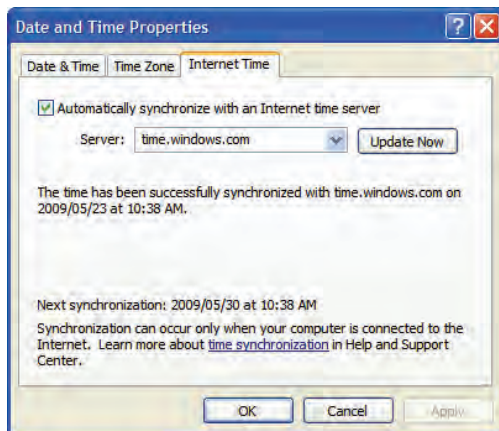 Date and Time Properties
Date & Time Time Zone Internet Time
Automatically synchronize with an Internet time server
Server: time.windows.com Update Now
The time has been successfully synchronized with time.windows.com on
2009/05/23 at 10:38 AM.
Next synchronization: 2009/05/30 at 10:38 AM
Synchronization can occur only when your computer is connected to the
Internet. Learn more about time synchronization in Help and Support
Center.
OK Cancel Apply